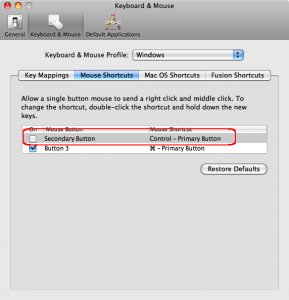 Keyboard & Mouse
General Keyboard & Mouse Default Applications
Keyboard & Mouse Profile: Windows
Key Mappings Mouse Shortcuts Mac OS Shortcuts Fusion Shortcuts
Allow a single button mouse to send a right click and middle click. To
change the shortcut, double-click the shortcut and hold down the new
keys.
On Mouse Button Mouse Shortcut
Secondary Button Control - Primary Button
Button 3 ⌘ - Primary Button
Restore Defaults